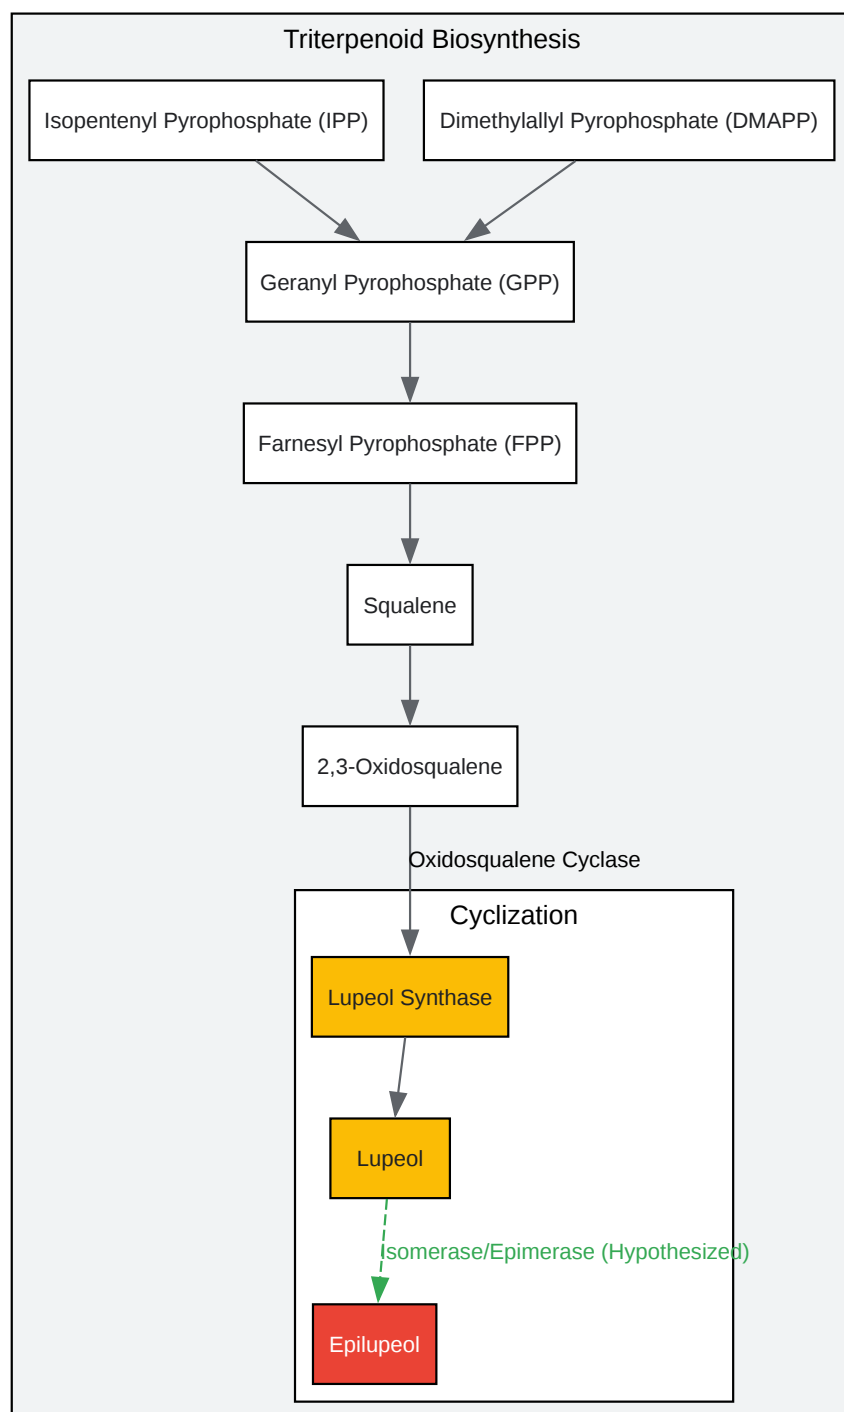 Triterpenoid Biosynthesis
Isopentenyl Pyrophosphate (IPP)
Dimethylallyl Pyrophosphate (DMAPP)
Geranyl Pyrophosphate (GPP)
Farnesyl Pyrophosphate (FPP)
Squalene
2,3-Oxidosqualene
Oxidosqualene Cyclase
Cyclization
Lupeol Synthase
Lupeol
Isomerase/Epimerase (Hypothesized)
Epilupeol